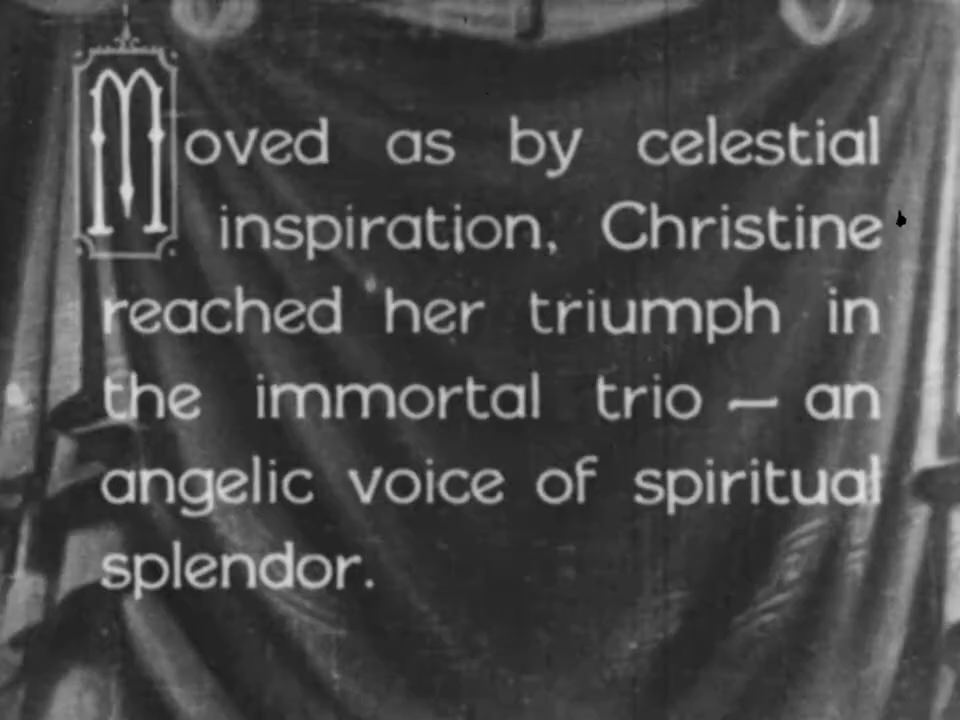 Moved as by celestial
inspiration, Christine
reached her triumph in
the immortal trio — an
angelic voice of spiritual
splendor.